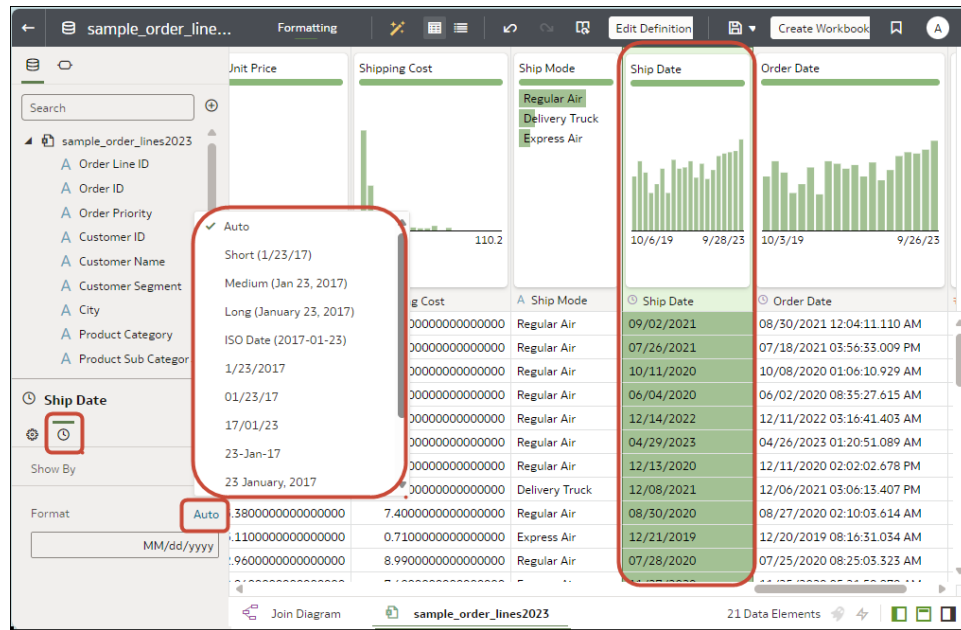 sample_order_line... Formatting Edit Definition Create Workbook A
Unit Price Shipping Cost Ship Mode Ship Date Order Date
Search
Regular Air
Delivery Truck
Express Air
sample_order_lines2023
A Order Line ID
A Order ID
A Order Priority
A Customer ID
A Customer Name
A Customer Segment
A City
A Product Category
A Product Sub Categor
110.2
10/6/19 9/28/23
10/3/19 9/26/23
Auto
Short (1/23/17)
Medium (Jan 23, 2017)
Long (January 23, 2017)
ISO Date (2017-01-23)
1/23/2017
01/23/17
17/01/23
23-Jan-17
23 January, 2017
Ship Date
Show By
Format Auto
MM/dd/yyyy
g Cost A Ship Mode Ship Date Order Date
00000000000000 Regular Air 09/02/2021 08/30/2021 12:04:11.110 AM
00000000000000 Regular Air 07/26/2021 07/18/2021 03:56:33.009 PM
00000000000000 Regular Air 10/11/2020 10/08/2020 01:06:10.929 AM
00000000000000 Regular Air 06/04/2020 06/02/2020 08:35:27.615 AM
00000000000000 Regular Air 12/14/2022 12/11/2022 03:16:41.403 AM
00000000000000 Regular Air 04/29/2023 04/26/2023 01:20:51.089 AM
00000000000000 Regular Air 12/13/2020 12/11/2020 02:02:02.678 PM
00000000000000 Delivery Truck 12/08/2021 12/06/2021 03:06:13.407 PM
.3800000000000000 7.4000000000000000 Regular Air 08/30/2020 08/27/2020 02:10:03.614 AM
.1100000000000000 0.7100000000000000 Express Air 12/21/2019 12/20/2019 08:16:31.034 AM
.9600000000000000 8.9900000000000000 Regular Air 07/28/2020 07/25/2020 08:25:03.323 AM
Join Diagram sample_order_lines2023 21 Data Elements